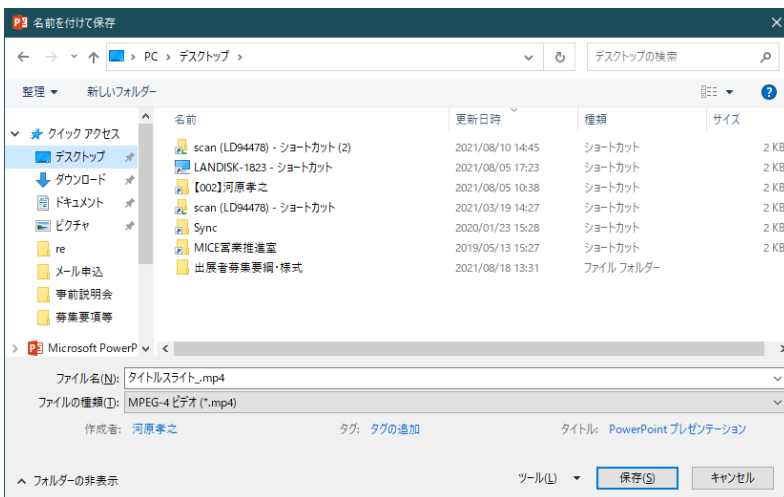 名前を付けて保存
PC > デスクトップ >
デスクトップの検索
整理 新しいフォルダー
名前 更新日時 種類 サイズ
クイック アクセス
デスクトップ
ダウンロード
ドキュメント
ピクチャ
re
メール申込
事前説明会
募集要項等
Microsoft PowerP
scan (LD94478) - ショートカット (2) 2021/08/10 14:45 ショートカット 2 KB
LANDISK-1823 - ショートカット 2021/08/05 17:23 ショートカット 2 KB
【002】河原孝之 2021/08/05 10:38 ショートカット 2 KB
scan (LD94478) - ショートカット 2021/03/19 14:27 ショートカット 2 KB
Sync 2020/01/23 15:28 ショートカット 2 KB
MICE営業推進室 2019/05/13 15:27 ショートカット 2 KB
出展者募集要綱・様式 2021/08/18 13:31 ファイル フォルダー
ファイル名(N): タイトルスライト_.mp4
ファイルの種類(T): MPEG-4 ビデオ (*.mp4)
作成者: 河原孝之 タグ: タグの追加 タイトル: PowerPoint プレゼンテーション
フォルダーの非表示 ツール(L) 保存(S) キャンセル